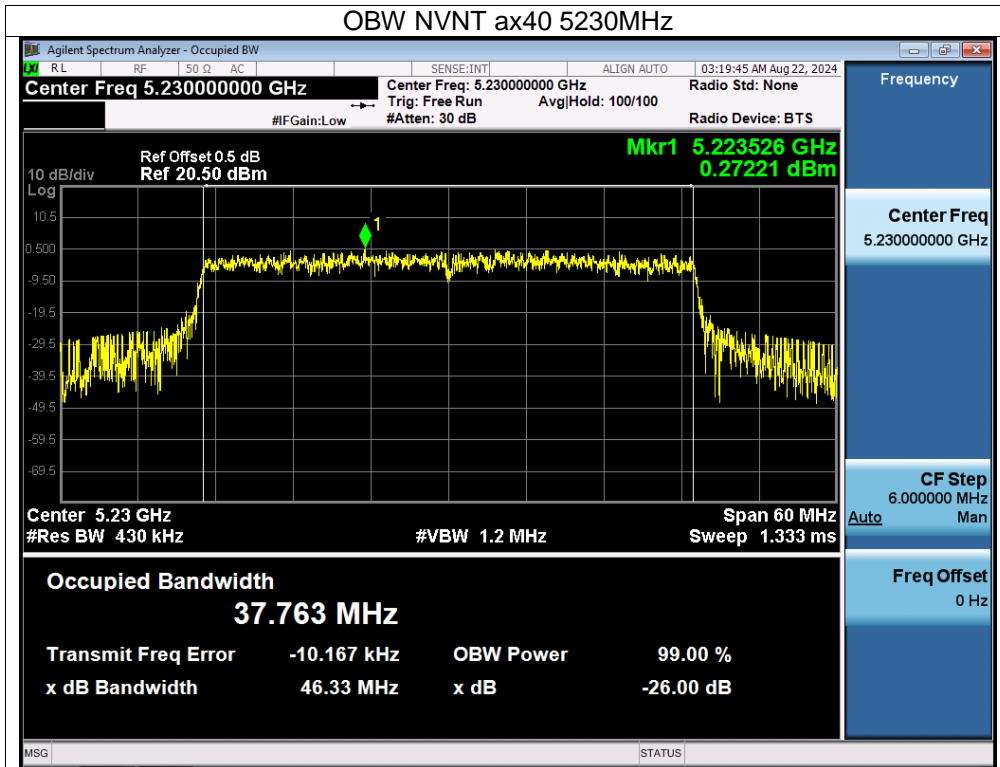 OBW NVNT ax40 5230MHz
Agilent Spectrum Analyzer - Occupied BW
LXI RL RF 50 Ω AC SENSE:INT ALIGN AUTO 03:19:45 AM Aug 22, 2024
Center Freq 5.230000000 GHz
Center Freq: 5.230000000 GHz Radio Std: None
Trig: Free Run Avg|Hold: 100/100
#IFGain:Low #Atten: 30 dB Radio Device: BTS
Mkr1 5.223526 GHz
0.27221 dBm
Ref Offset 0.5 dB
10 dB/div Ref 20.50 dBm
Log
10.5
1
0.500
-9.50
-19.5
-29.5
-39.5
-49.5
-59.5
-69.5
Center 5.23 GHz Span 60 MHz
#Res BW 430 kHz #VBW 1.2 MHz Sweep 1.333 ms
Occupied Bandwidth
37.763 MHz
Transmit Freq Error -10.167 kHz OBW Power 99.00 %
x dB Bandwidth 46.33 MHz x dB -26.00 dB
MSG STATUS
Frequency
Center Freq
5.230000000 GHz
CF Step
6.000000 MHz
Auto Man
Freq Offset
0 Hz